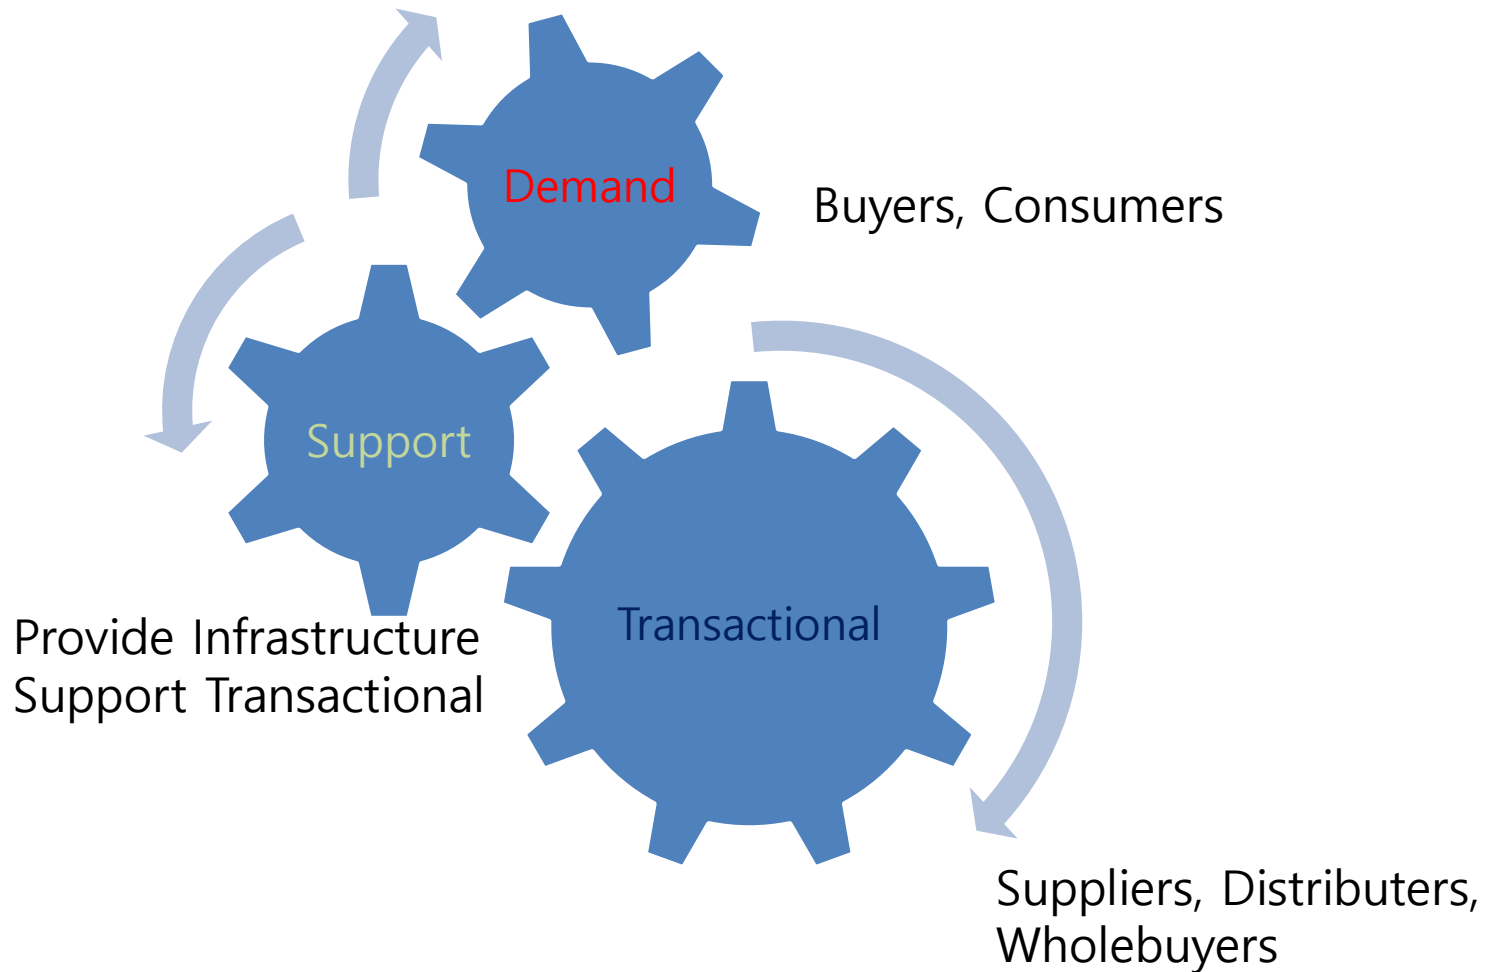 Demand
Buyers, Consumers
Support
Transactional
Provide Infrastructure
Support Transactional
Suppliers, Distributers,
Wholebuyers